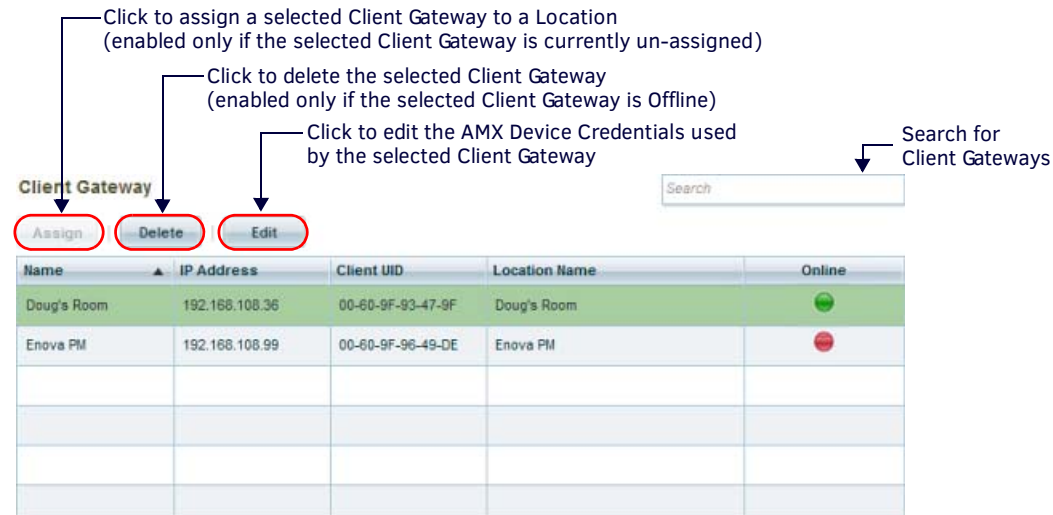 Click to assign a selected Client Gateway to a Location
(enabled only if the selected Client Gateway is currently un-assigned)
Click to delete the selected Client Gateway
(enabled only if the selected Client Gateway is Offline)
Click to edit the AMX Device Credentials used
by the selected Client Gateway
Search for
Client Gateways
Client Gateway
Search
Assign Delete Edit
Name IP Address Client UID Location Name Online
Doug's Room 192.168.108.36 00-60-9F-93-47-9F Doug's Room
Enova PM 192.168.108.99 00-60-9F-96-49-DE Enova PM